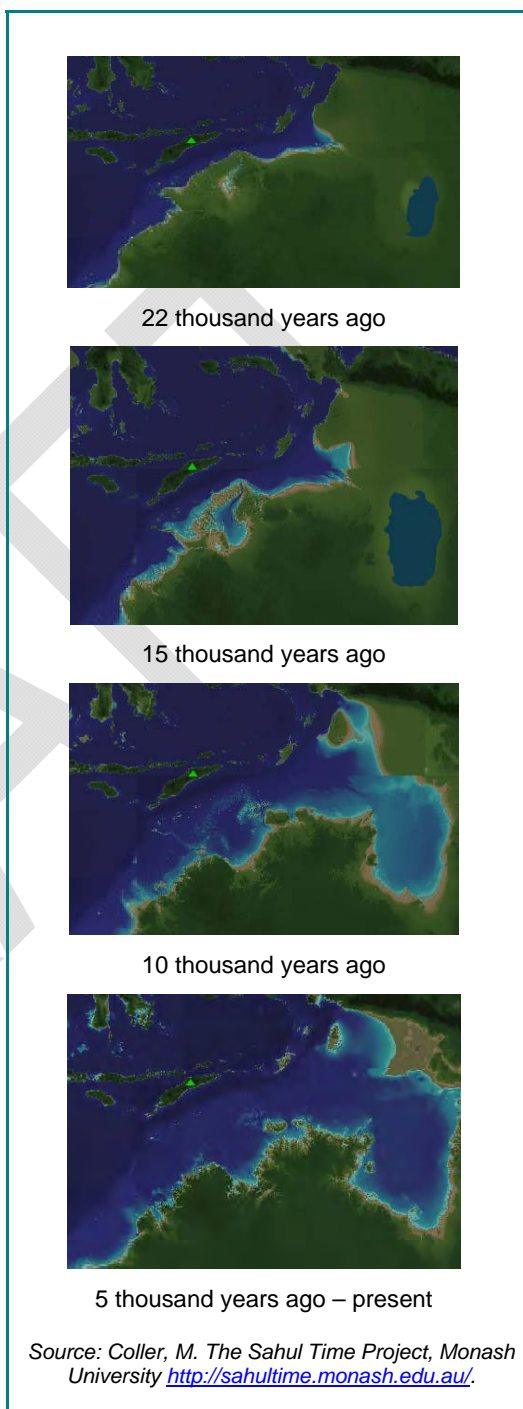 22 thousand years ago
15 thousand years ago
10 thousand years ago
5 thousand years ago – present
Source: Coller, M. The Sahul Time Project, Monash
University http://sahultime.monash.edu.au/.